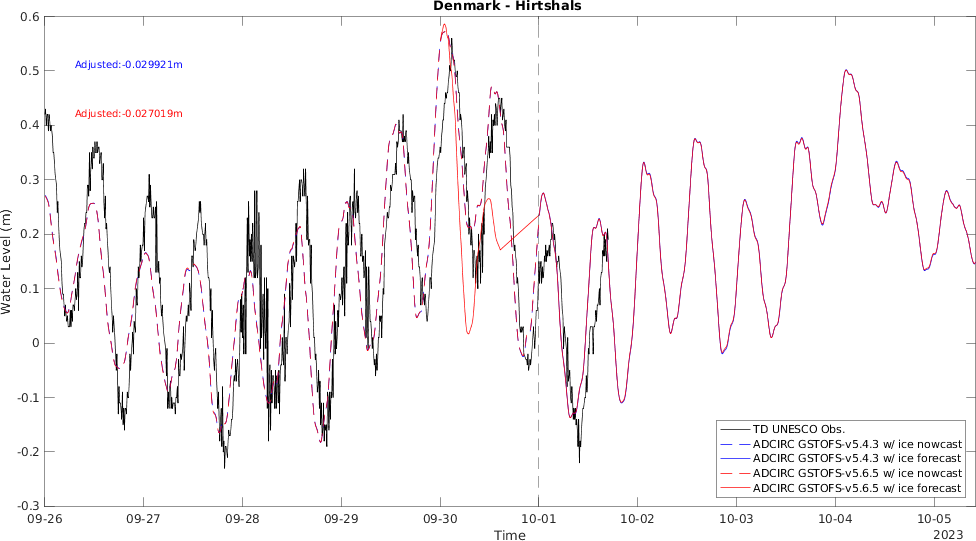 Denmark - Hirtshals
0.6
0.5
0.4
0.3
0.2
0.1
0
-0.1
-0.2
-0.3
Water Level (m)
Adjusted:-0.029921m
Adjusted:-0.027019m
TD UNESCO Obs.
ADCIRC GSTOFS-v5.4.3 w/ ice nowcast
ADCIRC GSTOFS-v5.4.3 w/ ice forecast
ADCIRC GSTOFS-v5.6.5 w/ ice nowcast
ADCIRC GSTOFS-v5.6.5 w/ ice forecast
09-26 09-27 09-28 09-29 09-30 10-01 10-02 10-03 10-04 10-05
Time
2023